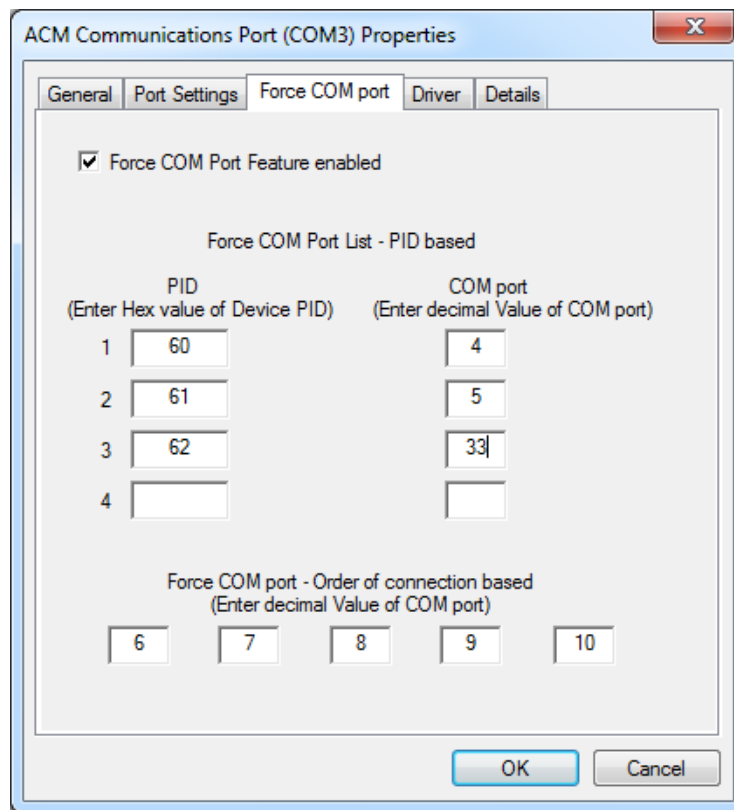 ACM Communications Port (COM3) Properties
General Port Settings Force COM port Driver Details
Force COM Port Feature enabled
Force COM Port List - PID based
PID COM port
(Enter Hex value of Device PID) (Enter decimal Value of COM port)
1 60 4
2 61 5
3 62 33
4
Force COM port - Order of connection based
(Enter decimal Value of COM port)
6 7 8 9 10
OK Cancel